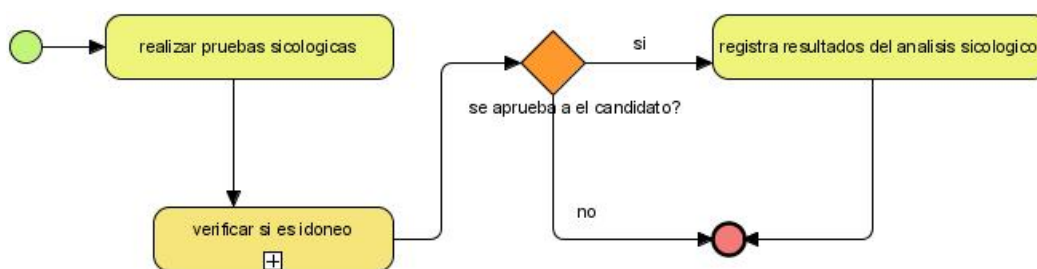 realizar pruebas sicologicas
si
registra resultados del analisis sicologico
se aprueba a el candidato?
no
verificar si es idoneo